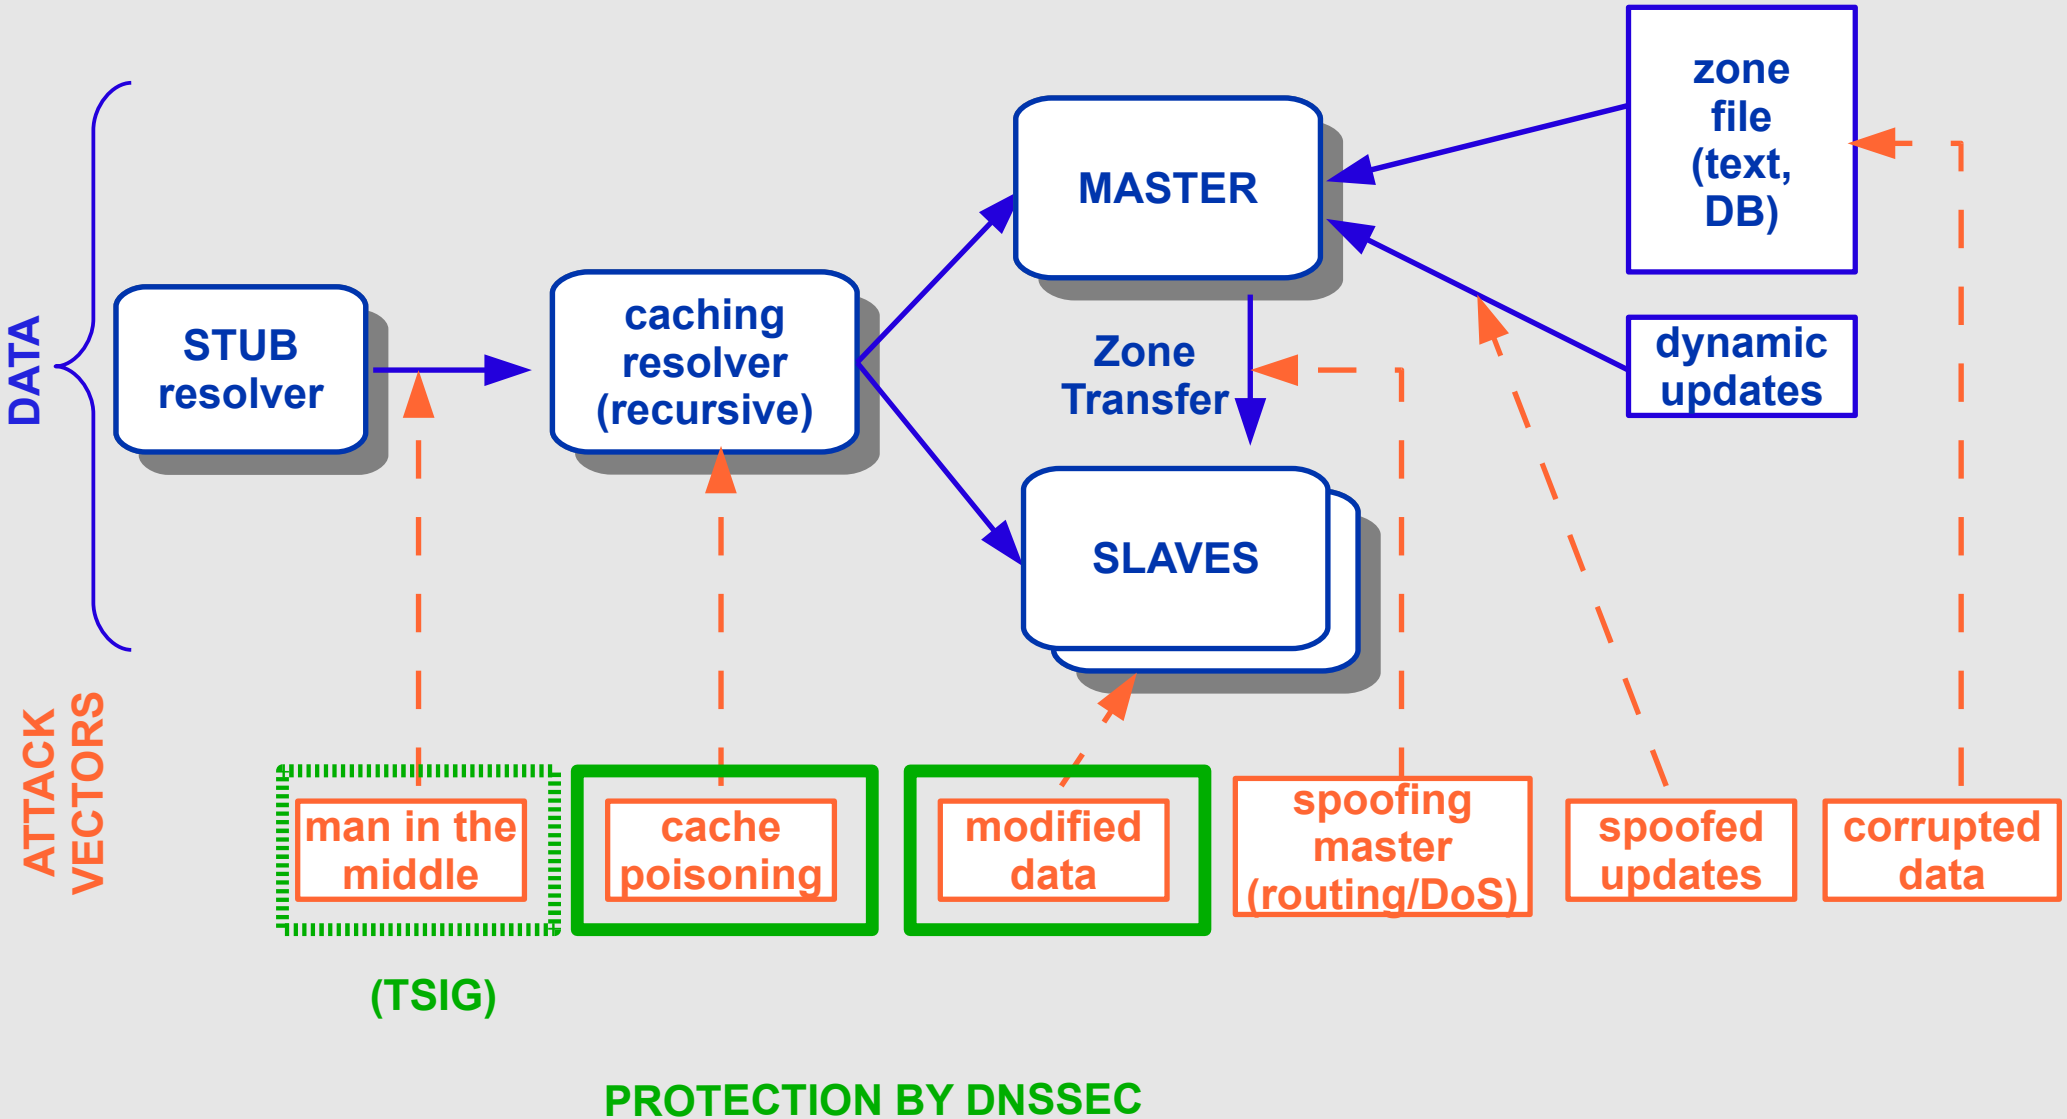 DATA
STUB
resolver
caching
resolver
(recursive)
MASTER
Zone
Transfer
SLAVES
zone
file
(text,
DB)
dynamic
updates
ATTACK
VECTORS
man in the
middle
cache
poisoning
modified
data
spoofing
master
(routing/DoS)
spoofed
updates
corrupted
data
(TSIG)
PROTECTION BY DNSSEC